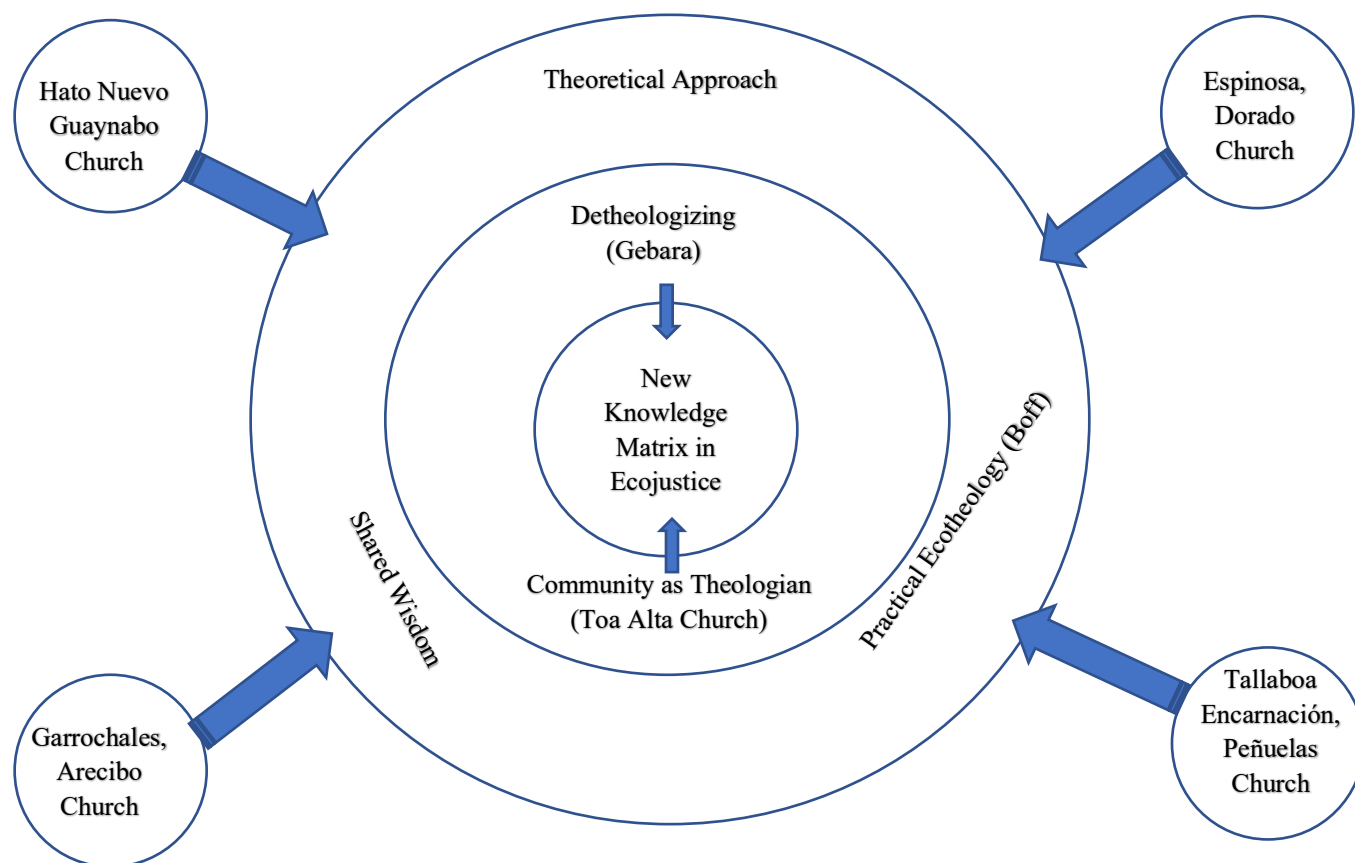 Hato Nuevo
Guaynabo
Church
Theoretical Approach
Espinosa,
Dorado
Church
Detheologizing
(Gebara)
New
Knowledge
Matrix in
Ecojustice
Community as Theologian
(Toa Alta Church)
Shared Wisdom
Practical Ecotheology (Boff)
Garrochales,
Arecibo
Church
Tallaboa
Encarnación,
Peñuelas
Church